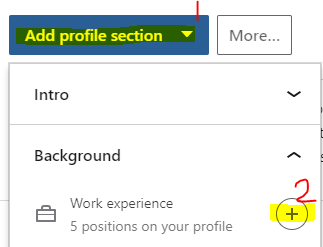 1
Add profile section More...
Intro
Background
2
Work experience
5 positions on your profile